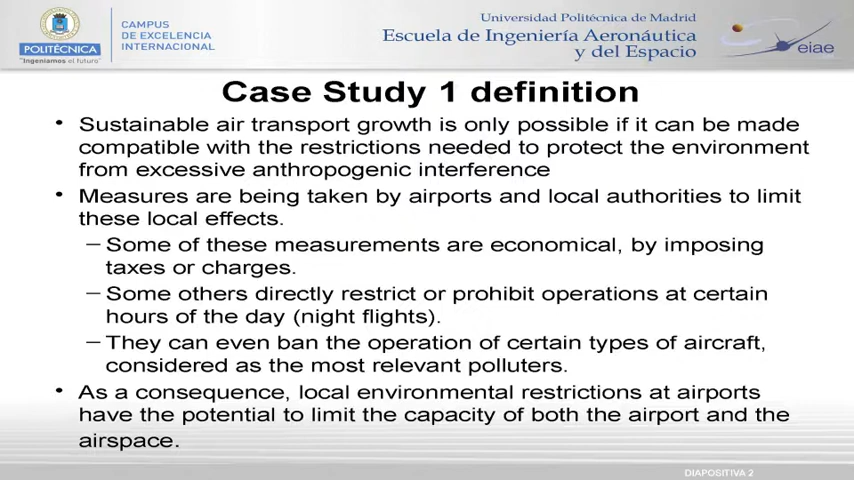 POLITÉCNICA
"Ingeniamos el futuro"
CAMPUS
DE EXCELENCIA
INTERNACIONAL
Universidad Politécnica de Madrid
Escuela de Ingeniería Aeronáutica
y del Espacio
eiae
Case Study 1 definition
• Sustainable air transport growth is only possible if it can be made
compatible with the restrictions needed to protect the environment
from excessive anthropogenic interference
• Measures are being taken by airports and local authorities to limit
these local effects.
– Some of these measurements are economical, by imposing
taxes or charges.
– Some others directly restrict or prohibit operations at certain
hours of the day (night flights).
– They can even ban the operation of certain types of aircraft,
considered as the most relevant polluters.
• As a consequence, local environmental restrictions at airports
have the potential to limit the capacity of both the airport and the
airspace.
DIAPOSITIVA 2